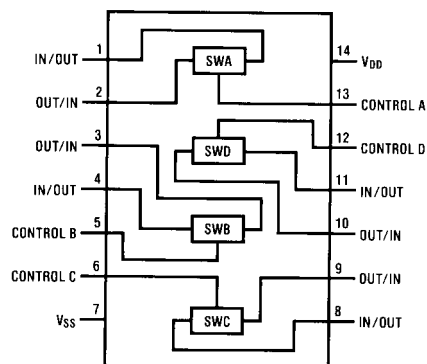 1
IN/OUT
2
OUT/IN
3
OUT/IN
4
IN/OUT
5
CONTROL B
6
CONTROL C
7
VSS
SWA
SWD
SWB
SWC
14
VDD
13
CONTROL A
12
CONTROL D
11
IN/OUT
10
OUT/IN
9
OUT/IN
8
IN/OUT